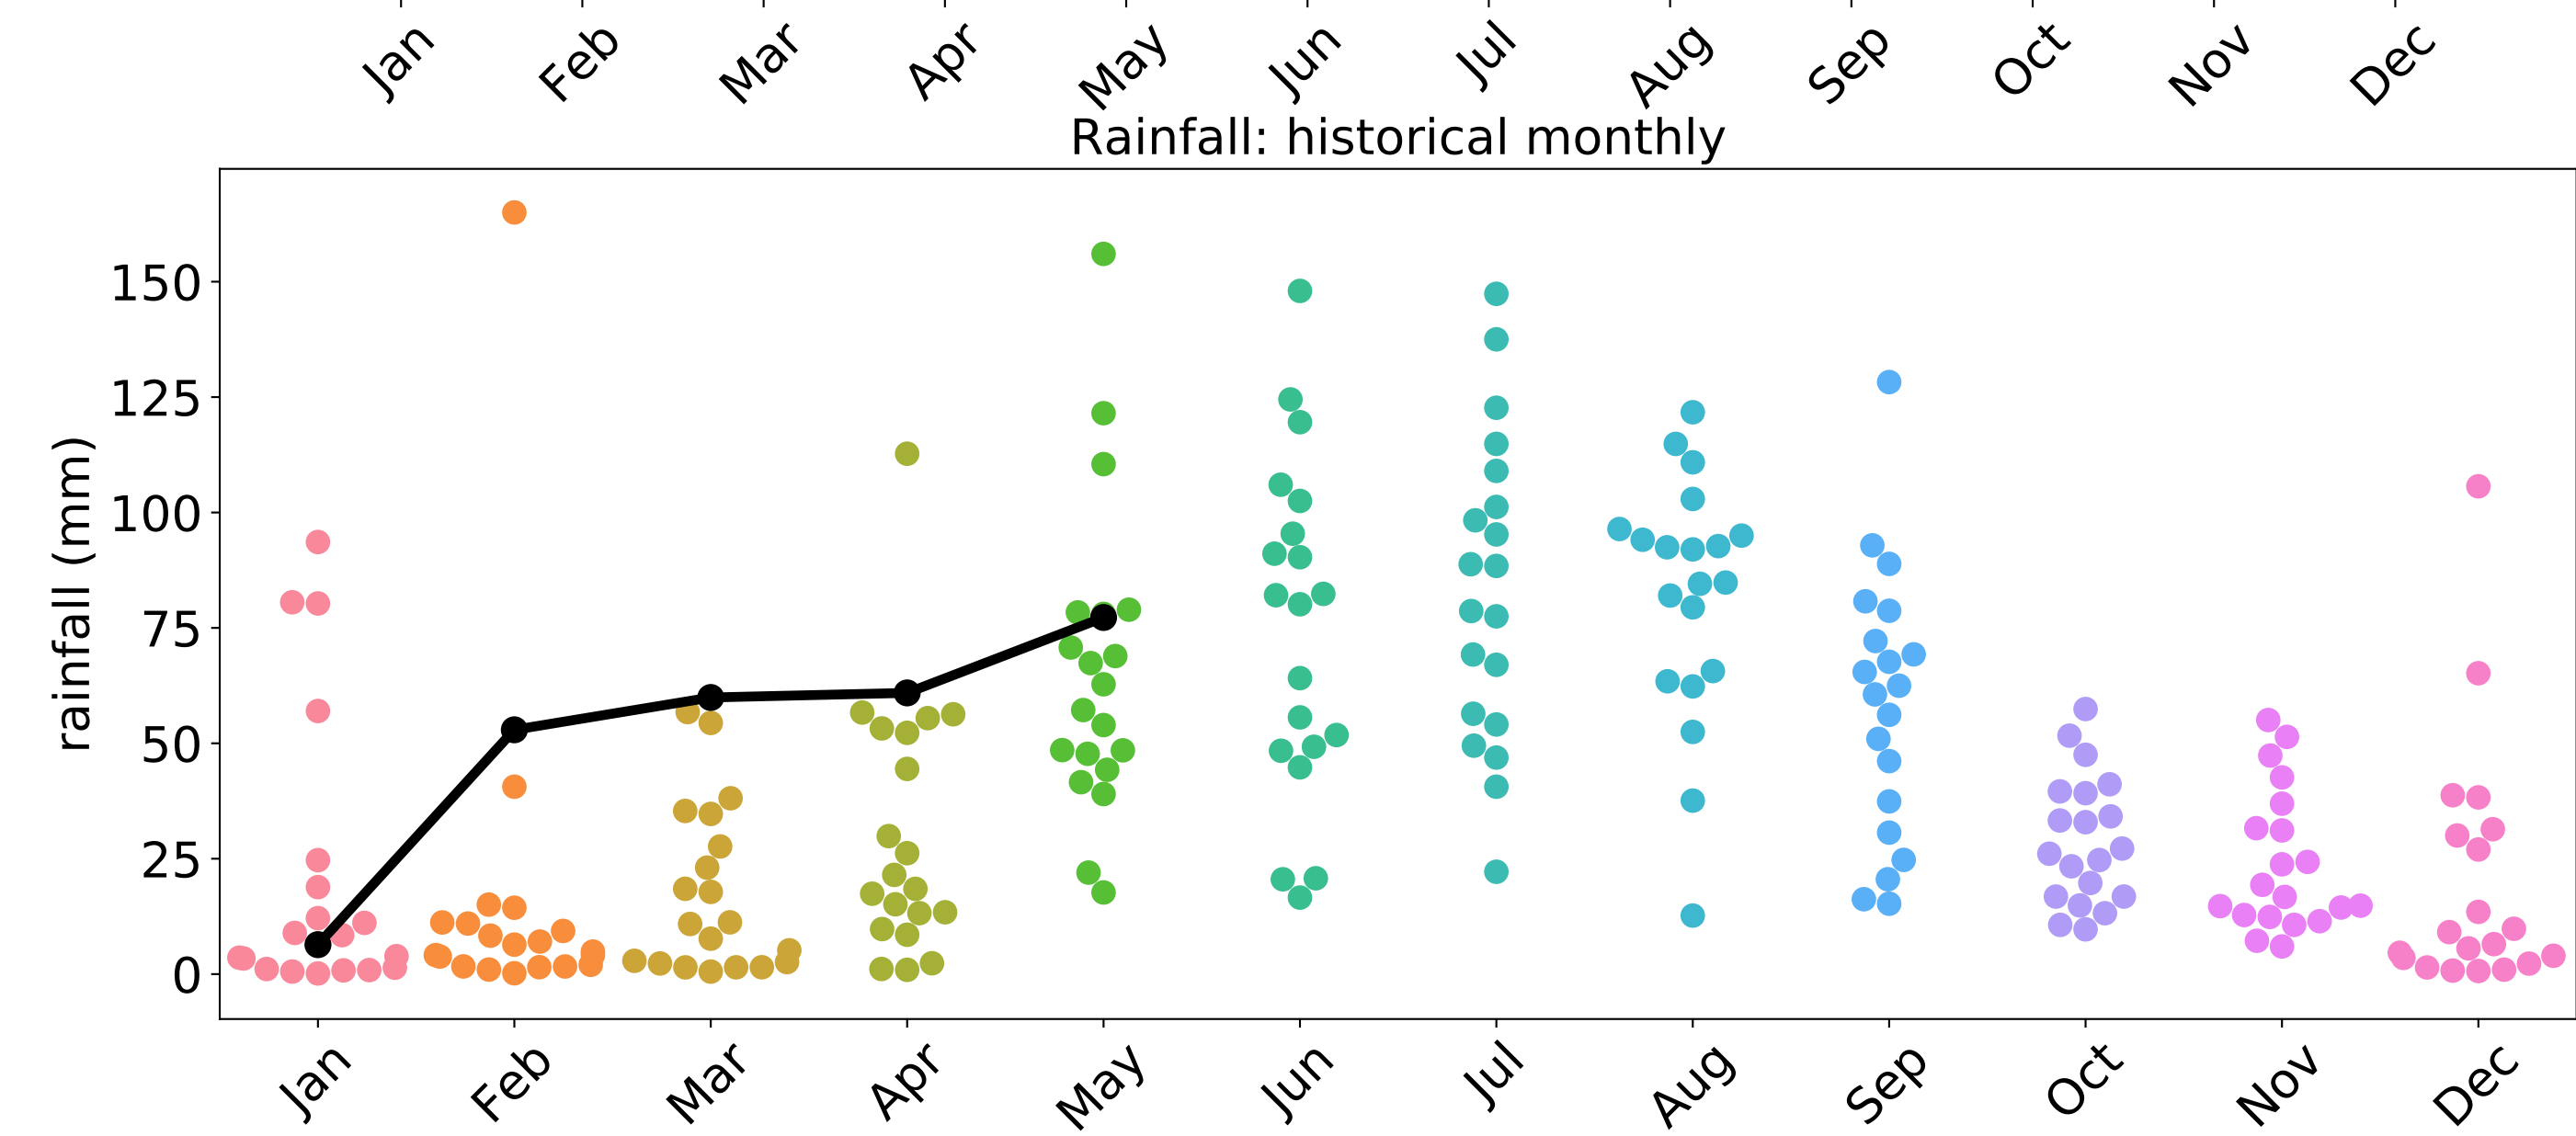 Jan Feb Mar Apr May Jun Jul Aug Sep Oct Nov Dec
Rainfall: historical monthly
rainfall (mm)
150
125
100
75
50
25
0
Jan Feb Mar Apr May Jun Jul Aug Sep Oct Nov Dec